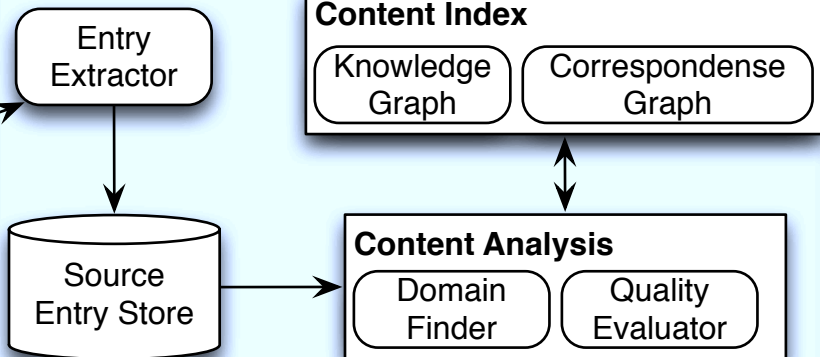 Entry
Extractor
Content Index
Knowledge
Graph
Correspondense
Graph
Source
Entry Store
Content Analysis
Domain
Finder
Quality
Evaluator